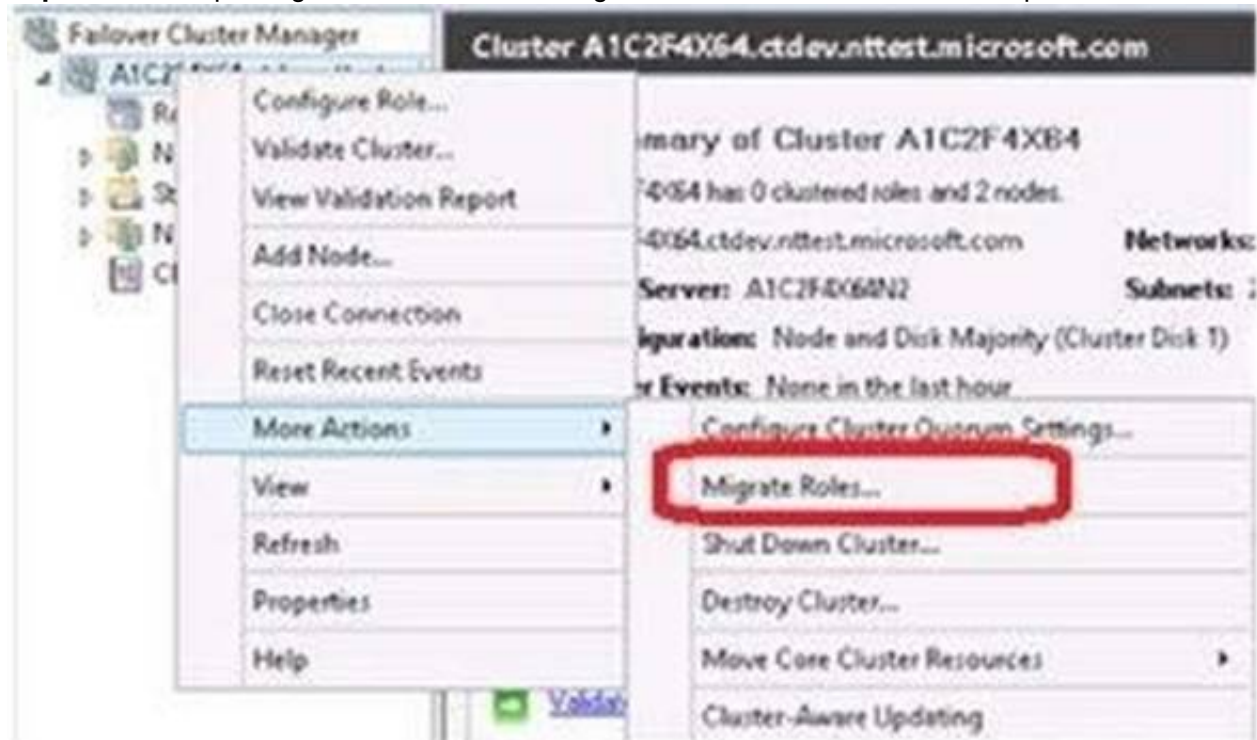 Failover Cluster Manager
Cluster A1C2F4X64.ctdev.nttest.microsoft.com
Configure Role...
Validate Cluster...
View Validation Report
Add Node...
Close Connection
Reset Recent Events
More Actions
View
Refresh
Properties
Help
mary of Cluster A1C2F4X64
F4X64 has 0 clustered roles and 2 nodes.
F4X64.ctdev.nttest.microsoft.com Networks:
Server: A1C2F4X64N2 Subnets:
iguration: Node and Disk Majority (Cluster Disk 1)
r Events: None in the last hour
Configure Cluster Quorum Settings...
Migrate Roles...
Shut Down Cluster...
Destroy Cluster...
Move Core Cluster Resources
Cluster-Aware Updating
Valida